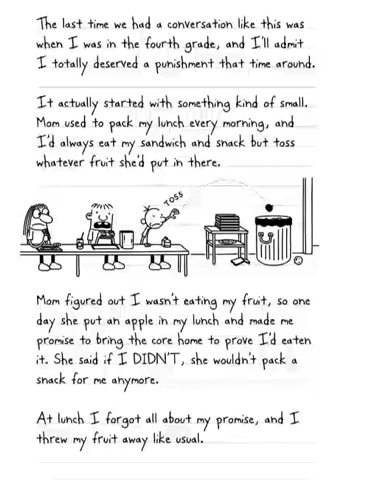 The last time we had a conversation like this was
when I was in the fourth grade, and I'll admit
I totally deserved a punishment that time around.
It actually started with something kind of small.
Mom used to pack my lunch every morning, and
I'd always eat my sandwich and snack but toss
whatever fruit she'd put in there.
TOSS
Mom figured out I wasn't eating my fruit, so one
day she put an apple in my lunch and made me
promise to bring the core home to prove I'd eaten
it. She said if I DIDN'T, she wouldn't pack a
snack for me anymore.
At lunch I forgot all about my promise, and I
threw my fruit away like usual.